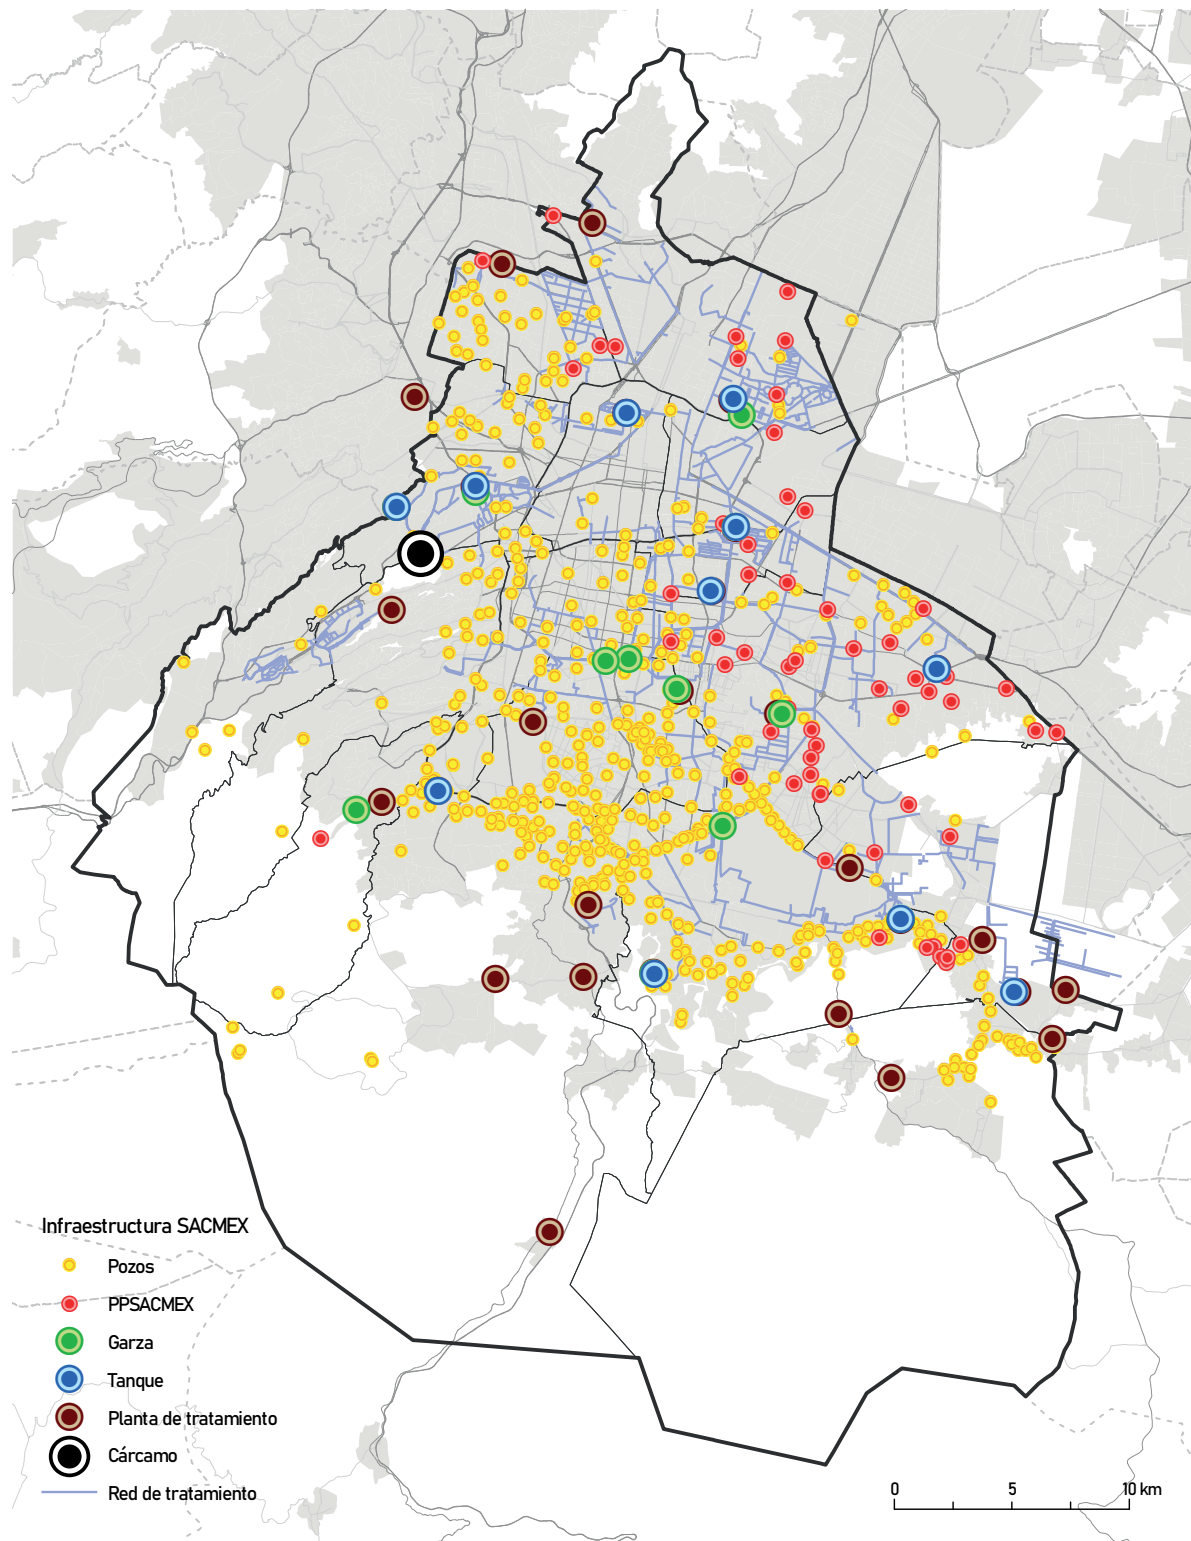 Infraestructura SACMEX
Pozos
PPSACMEX
Garza
Tanque
Planta de tratamiento
Cárcamo
Red de tratamiento
0 5 10 km